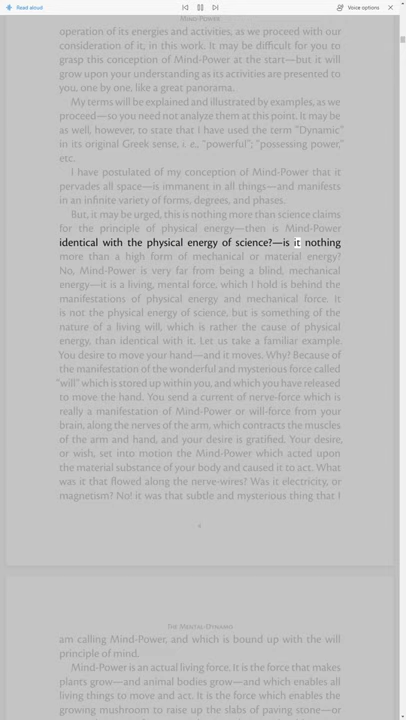 Read aloud
Voice options
Mind-Power
operation of its energies and activities, as we proceed with our
consideration of it, in this work. It may be difficult for you to
grasp this conception of Mind-Power at the start—but it will
grow upon your understanding as its activities are presented to
you, one by one, like a great panorama.
My terms will be explained and illustrated by examples, as we
proceed—so you need not analyze them at this point. It may be
as well, however, to state that I have used the term “Dynamic”
in its original Greek sense, i. e., “powerful”; “possessing power,”
etc.
I have postulated of my conception of Mind-Power that it
pervades all space—is immanent in all things—and manifests
in an infinite variety of forms, degrees, and phases.
But, it may be urged, this is nothing more than science claims
for the principle of physical energy—then is Mind-Power
identical with the physical energy of science?—is it nothing
more than a high form of mechanical or material energy?
No, Mind-Power is very far from being a blind, mechanical
energy—it is a living, mental force, which I hold is behind the
manifestations of physical energy and mechanical force. It
is not the physical energy of science, but is something of the
nature of a living will, which is rather the cause of physical
energy, than identical with it. Let us take a familiar example.
You desire to move your hand—and it moves. Why? Because of
the manifestation of the wonderful and mysterious force called
“will” which is stored up within you, and which you have released
to move the hand. You send a current of nerve-force which is
really a manifestation of Mind-Power or will-force from your
brain, along the nerves of the arm, which contracts the muscles
of the arm and hand, and your desire is gratified. Your desire,
or wish, set into motion the Mind-Power which acted upon
the material substance of your body and caused it to act. What
was it that flowed along the nerve-wires? Was it electricity, or
magnetism? No! it was that subtle and mysterious thing that I
The Mental-Dynamo
am calling Mind-Power, and which is bound up with the will
principle of mind.
Mind-Power is an actual living force. It is the force that makes
plants grow—and animal bodies grow—and which enables all
living things to move and act. It is the force which enables the
growing mushroom to raise up the slabs of paving stone—or